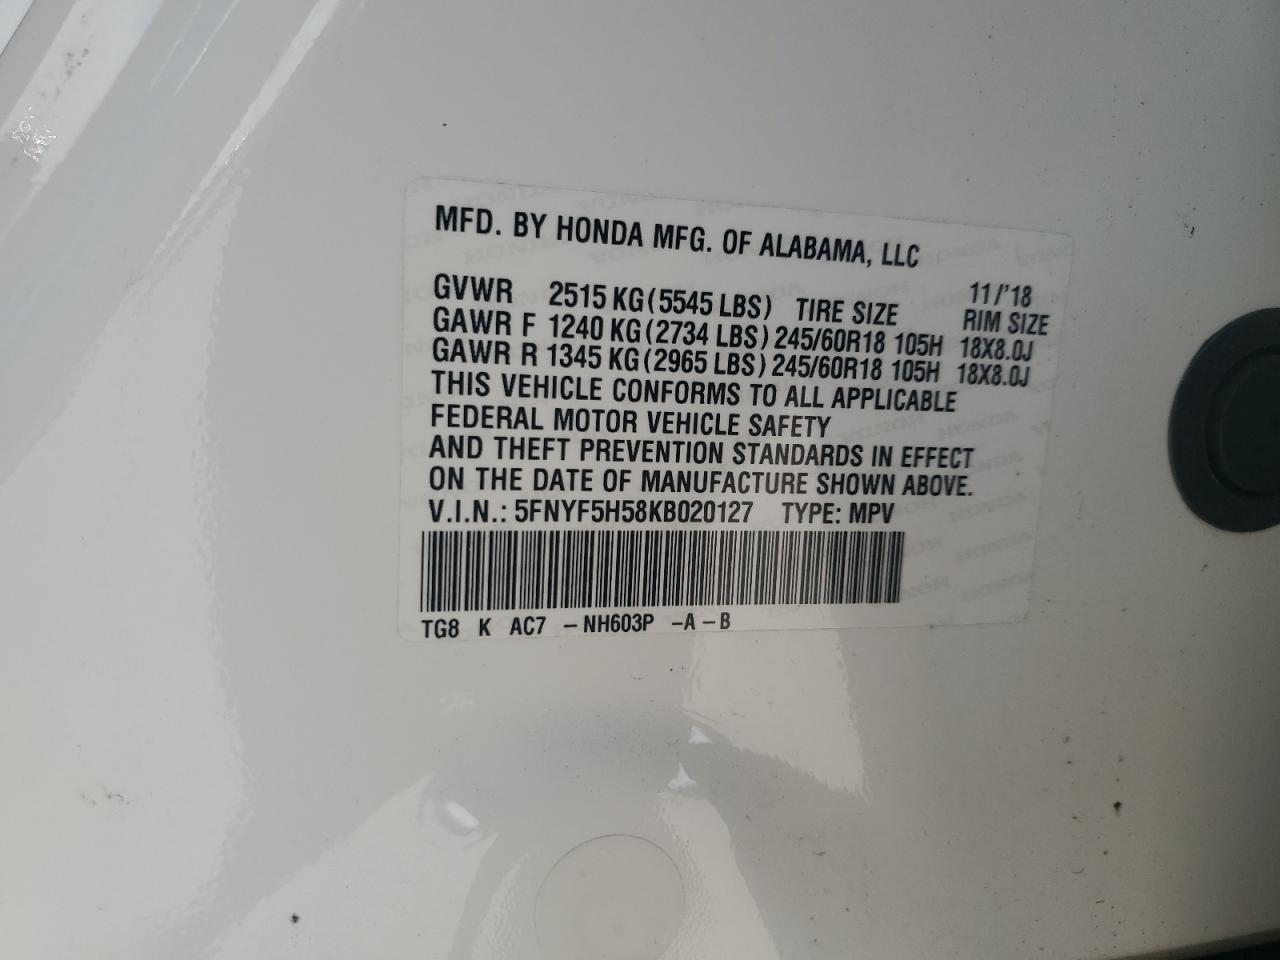 MFD. BY HONDA MFG. OF ALABAMA, LLC
11/'18
GVWR 2515 KG(5545 LBS) TIRE SIZE RIM SIZE
GAWR F 1240 KG(2734 LBS) 245/60R18 105H 18X8.0J
GAWR R 1345 KG(2965 LBS) 245/60R18 105H 18X8.0J
THIS VEHICLE CONFORMS TO ALL APPLICABLE
FEDERAL MOTOR VEHICLE SAFETY
AND THEFT PREVENTION STANDARDS IN EFFECT
ON THE DATE OF MANUFACTURE SHOWN ABOVE.
V.I.N.: 5FNYF5H58KB020127 TYPE: MPV
TG8 K AC7 -NH603P -A-B